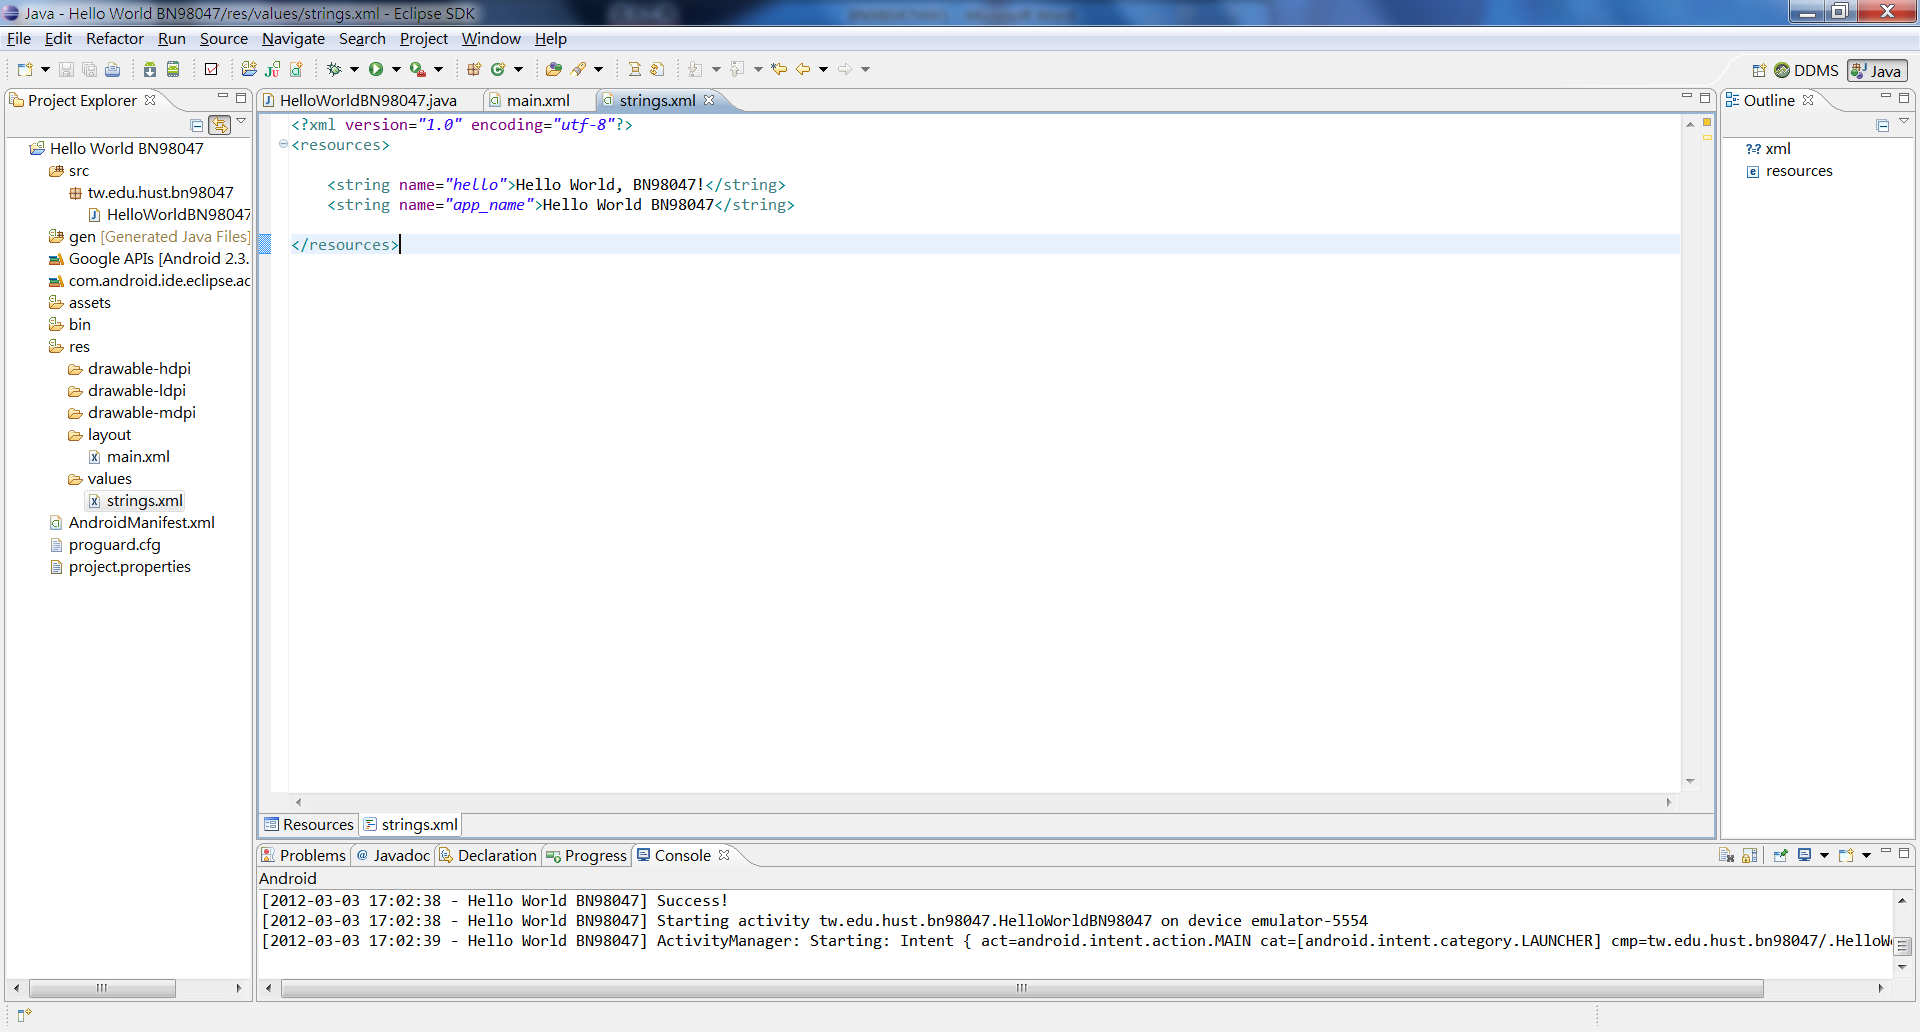 Java - Hello World BN98047/res/values/strings.xml - Eclipse SDK
File Edit Refactor Run Source Navigate Search Project Window Help
DDMS Java
Project Explorer
HelloWorldBN98047.java main.xml strings.xml
Outline
Hello World BN98047
src
tw.edu.hust.bn98047
HelloWorldBN98047
gen [Generated Java Files]
Google APIs [Android 2.3.
com.android.ide.eclipse.ac
assets
bin
res
drawable-hdpi
drawable-ldpi
drawable-mdpi
layout
main.xml
values
strings.xml
AndroidManifest.xml
proguard.cfg
project.properties
<?xml version="1.0" encoding="utf-8"?>
<resources>
<string name="hello">Hello World, BN98047!</string>
<string name="app_name">Hello World BN98047</string>
</resources>
xml
resources
Resources strings.xml
Problems Javadoc Declaration Progress Console
Android
[2012-03-03 17:02:38 - Hello World BN98047] Success!
[2012-03-03 17:02:38 - Hello World BN98047] Starting activity tw.edu.hust.bn98047.HelloWorldBN98047 on device emulator-5554
[2012-03-03 17:02:39 - Hello World BN98047] ActivityManager: Starting: Intent { act=android.intent.action.MAIN cat=[android.intent.category.LAUNCHER] cmp=tw.edu.hust.bn98047/.HelloW